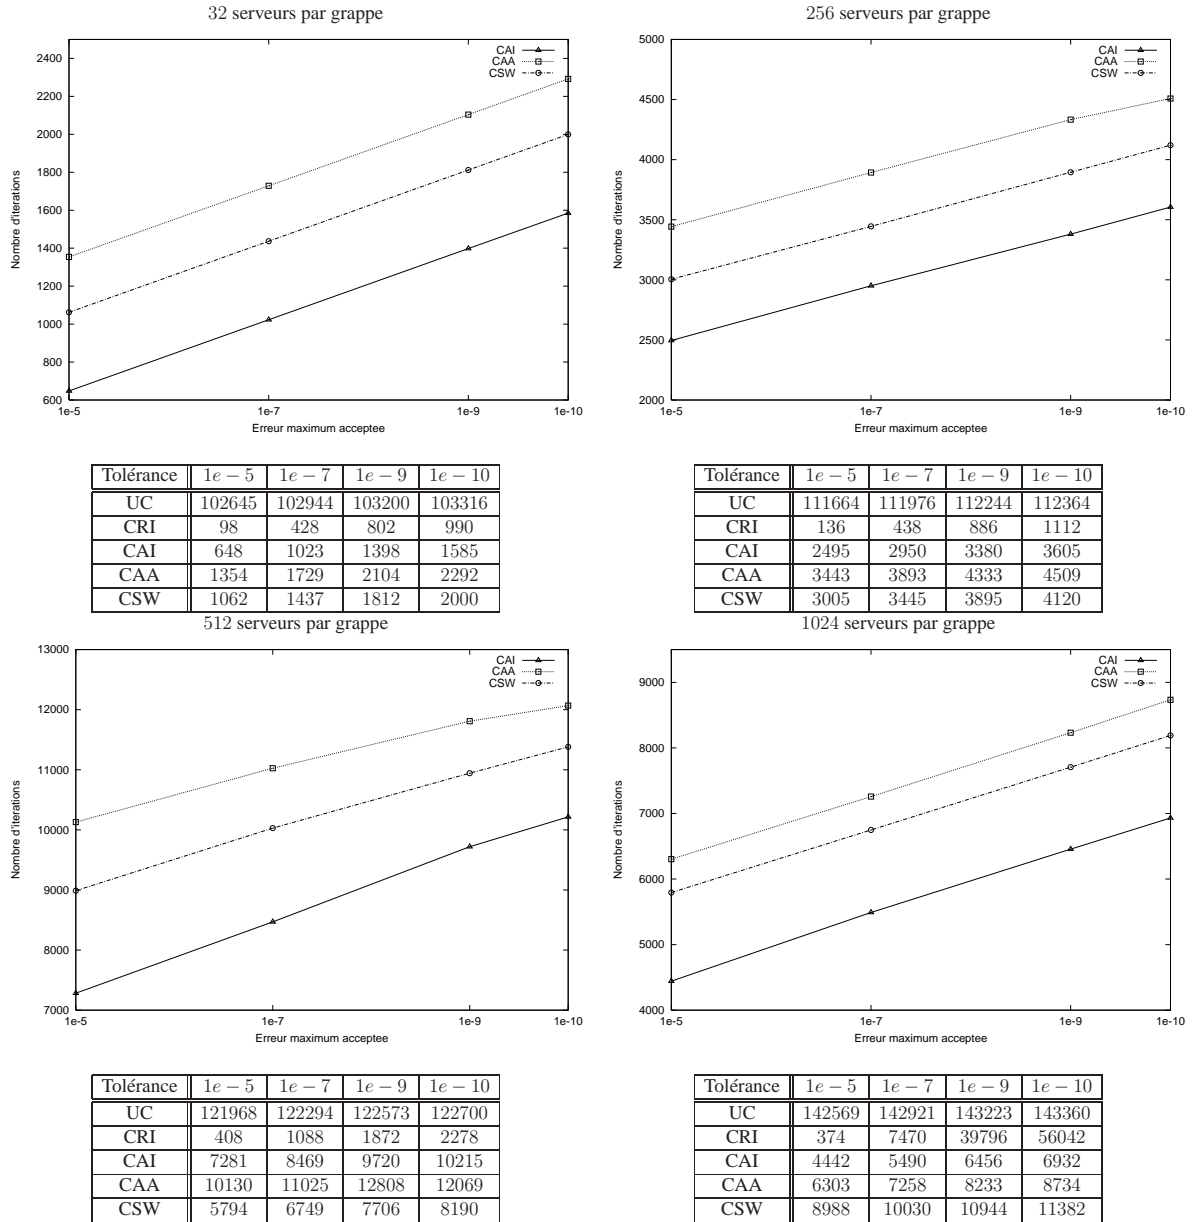 32 serveurs par grappe
2400
2200
2000
1800
1600
1400
1200
1000
800
600
Nombre d'iterations
CAI
CAA
CSW
1e-5 1e-7 1e-9 1e-10
Erreur maximum acceptee
256 serveurs par grappe
5000
4500
4000
3500
3000
2500
2000
Nombre d'iterations
CAI
CAA
CSW
1e-5 1e-7 1e-9 1e-10
Erreur maximum acceptee
Tolérance 1e − 5 1e − 7 1e − 9 1e − 10
UC 102645 102944 103200 103316
CRI 98 428 802 990
CAI 648 1023 1398 1585
CAA 1354 1729 2104 2292
CSW 1062 1437 1812 2000
Tolérance 1e − 5 1e − 7 1e − 9 1e − 10
UC 111664 111976 112244 112364
CRI 136 438 886 1112
CAI 2495 2950 3380 3605
CAA 3443 3893 4333 4509
CSW 3005 3445 3895 4120
512 serveurs par grappe
13000
12000
11000
10000
9000
8000
7000
Nombre d'iterations
CAI
CAA
CSW
1e-5 1e-7 1e-9 1e-10
Erreur maximum acceptee
1024 serveurs par grappe
9000
8000
7000
6000
5000
4000
Nombre d'iterations
CAI
CAA
CSW
1e-5 1e-7 1e-9 1e-10
Erreur maximum acceptee
Tolérance 1e − 5 1e − 7 1e − 9 1e − 10
UC 121968 122294 122573 122700
CRI 408 1088 1872 2278
CAI 7281 8469 9720 10215
CAA 10130 11025 12808 12069
CSW 5794 6749 7706 8190
Tolérance 1e − 5 1e − 7 1e − 9 1e − 10
UC 142569 142921 143223 143360
CRI 374 7470 39796 56042
CAI 4442 5490 6456 6932
CAA 6303 7258 8233 8734
CSW 8988 10030 10944 11382